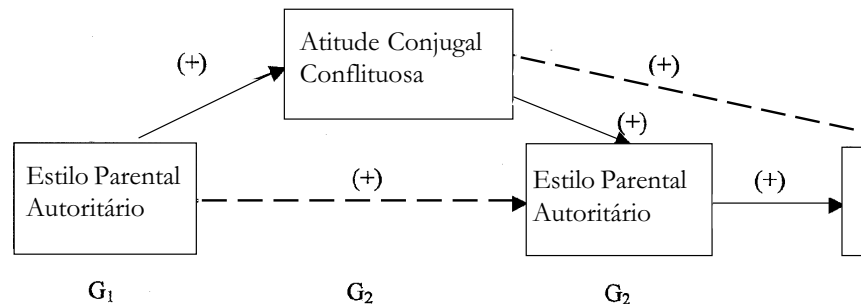 Atitude Conjugal
Conflituosa
(+)
(+)
(+)
Estilo Parental
Autoritário
(+)
Estilo Parental
Autoritário
(+)
G₁
G₂
G₂